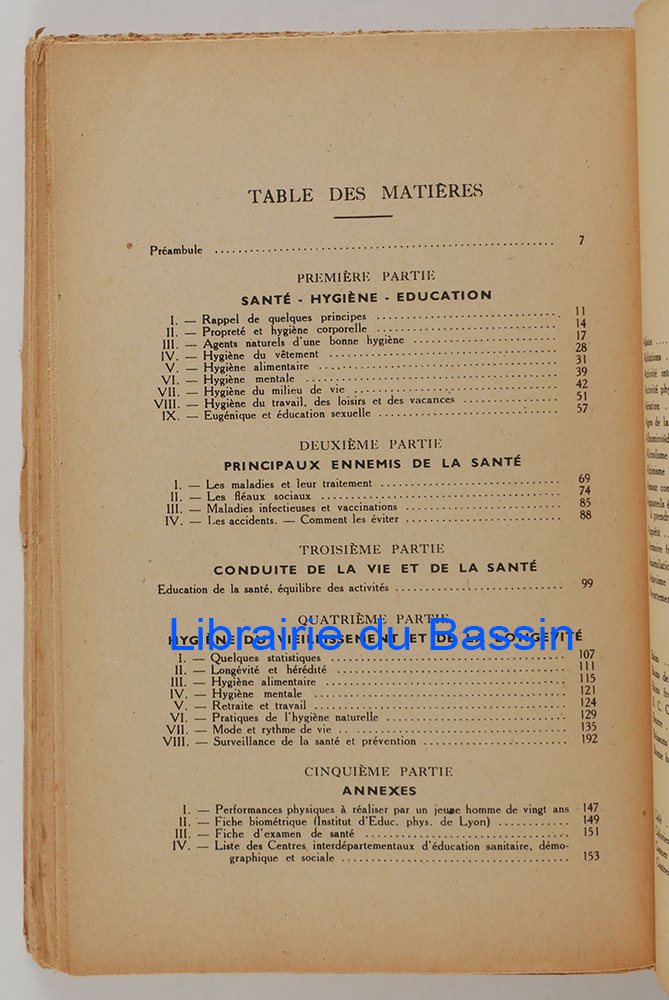 TABLE DES MATIÈRES
Préambule ........ 7
PREMIÈRE PARTIE
SANTÉ - HYGIÈNE - EDUCATION
I. — Rappel de quelques principes ........ 11
II. — Propreté et hygiène corporelle ........ 14
III. — Agents naturels d'une bonne hygiène ........ 17
IV. — Hygiène du vêtement ........ 28
V. — Hygiène alimentaire ........ 31
VI. — Hygiène mentale ........ 39
VII. — Hygiène du milieu de vie ........ 42
VIII. — Hygiène du travail, des loisirs et des vacances ........ 51
IX. — Eugénique et éducation sexuelle ........ 57
DEUXIÈME PARTIE
PRINCIPAUX ENNEMIS DE LA SANTÉ
I. — Les maladies et leur traitement ........ 69
II. — Les fléaux sociaux ........ 74
III. — Maladies infectieuses et vaccinations ........ 85
IV. — Les accidents. — Comment les éviter ........ 88
TROISIÈME PARTIE
CONDUITE DE LA VIE ET DE LA SANTÉ
Education de la santé, équilibre des activités ........ 99
QUATRIÈME PARTIE
Librairie du Bassin
HYGIÈNE DU VIEILLISSEMENT ET DE LA LONGÉVITÉ
I. — Quelques statistiques ........ 107
II. — Longévité et hérédité ........ 111
III. — Hygiène alimentaire ........ 115
IV. — Hygiène mentale ........ 121
V. — Retraite et travail ........ 124
VI. — Pratiques de l'hygiène naturelle ........ 129
VII. — Mode et rythme de vie ........ 135
VIII. — Surveillance de la santé et prévention ........ 192
CINQUIÈME PARTIE
ANNEXES
I. — Performances physiques à réaliser par un jeune homme de vingt ans 147
II. — Fiche biométrique (Institut d'Educ. phys. de Lyon) ........ 149
III. — Fiche d'examen de santé ........ 151
IV. — Liste des Centres interdépartementaux d'éducation sanitaire, démo-
graphique et sociale ........ 153